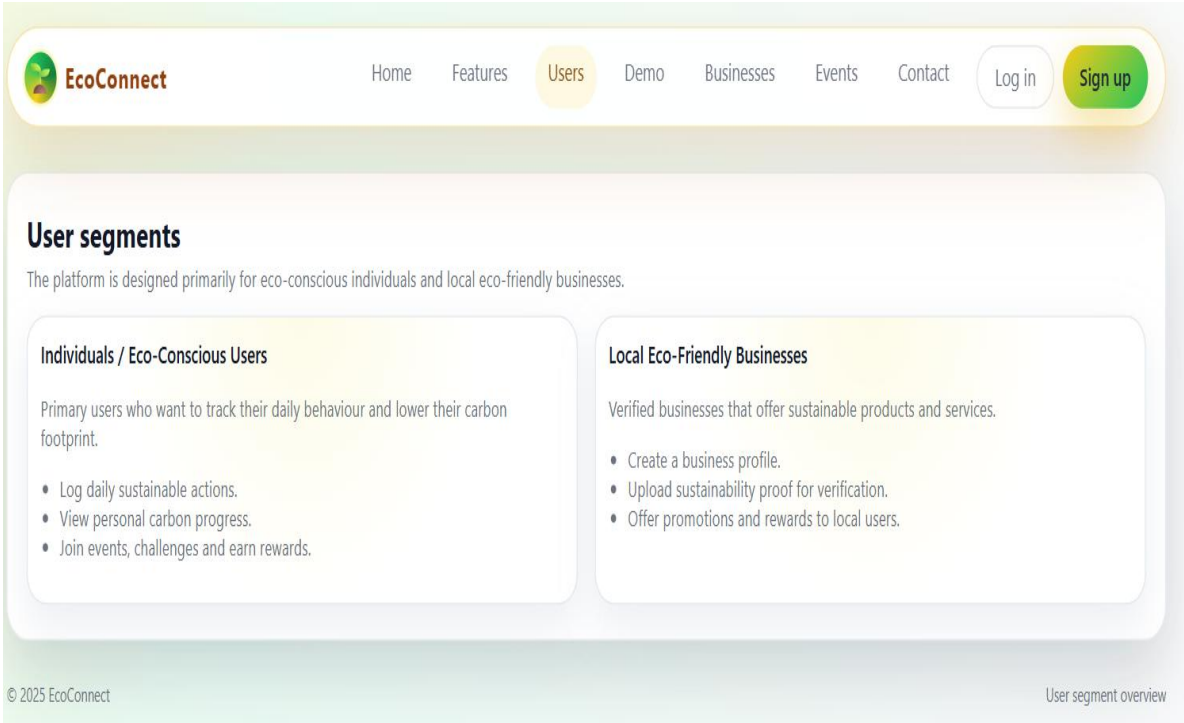 EcoConnect
Home Features Users Demo Businesses Events Contact Log in Sign up
User segments
The platform is designed primarily for eco-conscious individuals and local eco-friendly businesses.
Individuals / Eco-Conscious Users
Primary users who want to track their daily behaviour and lower their carbon
footprint.
• Log daily sustainable actions.
• View personal carbon progress.
• Join events, challenges and earn rewards.
Local Eco-Friendly Businesses
Verified businesses that offer sustainable products and services.
• Create a business profile.
• Upload sustainability proof for verification.
• Offer promotions and rewards to local users.
© 2025 EcoConnect
User segment overview